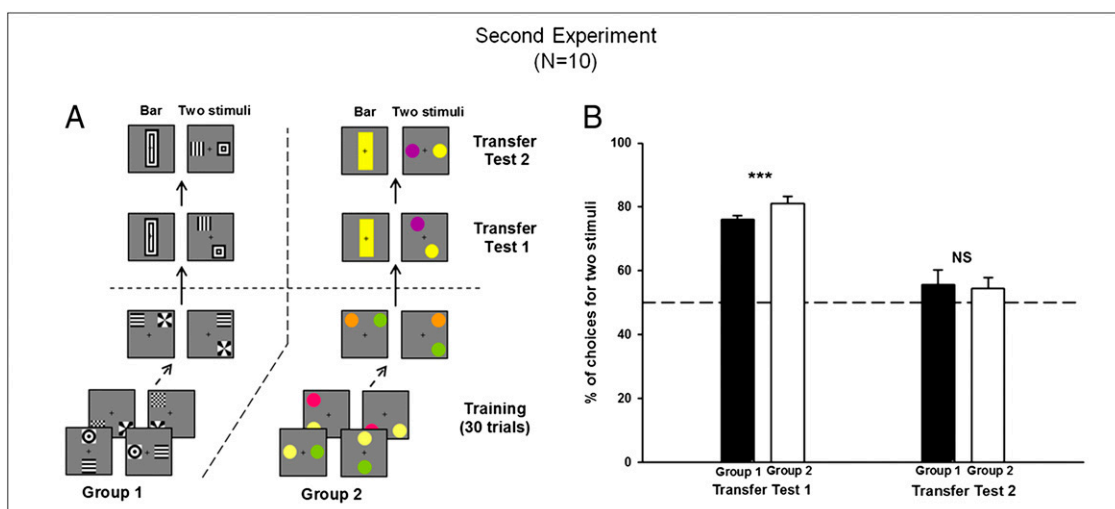 Second Experiment
(N=10)
A
Bar Two stimuli
Bar Two stimuli
Transfer
Test 2
Transfer
Test 1
Training
(30 trials)
Group 1
Group 2
B
% of choices for two stimuli
100
80
60
40
20
0
***
NS
Group 1 Group 2
Group 1 Group 2
Transfer Test 1
Transfer Test 2